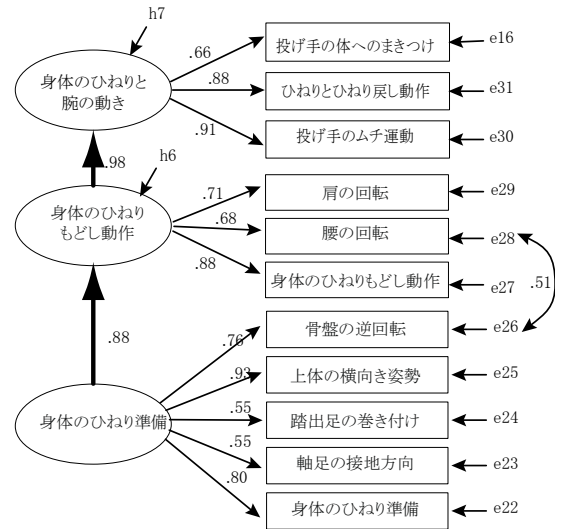 h7
.66
投げ手の体へのまきつけ
e16
身体のひねりと
腕の動き
.88
ひねりとひねり戻し動作
e31
.91
投げ手のムチ運動
e30
.98
h6
.71
肩の回転
e29
身体のひねり
もどし動作
.68
腰の回転
e28
.88
身体のひねりもどし動作
e27
.51
骨盤の逆回転
e26
.76
.88
上体の横向き姿勢
e25
.93
身体のひねり準備
.55
踏出足の巻き付け
e24
.55
軸足の接地方向
e23
.80
身体のひねり準備
e22